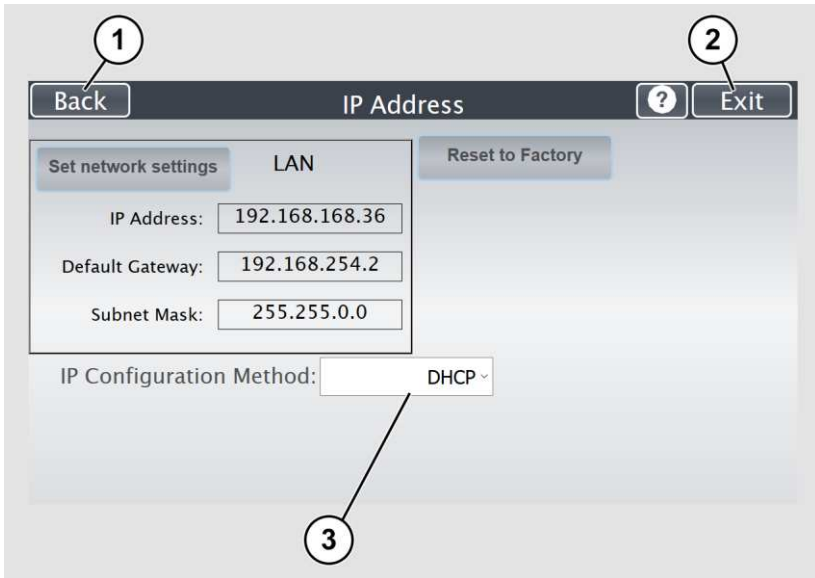 1
2
Back
IP Address
?
Exit
Set network settings
LAN
Reset to Factory
IP Address:
192.168.168.36
Default Gateway:
192.168.254.2
Subnet Mask:
255.255.0.0
IP Configuration Method:
DHCP
3